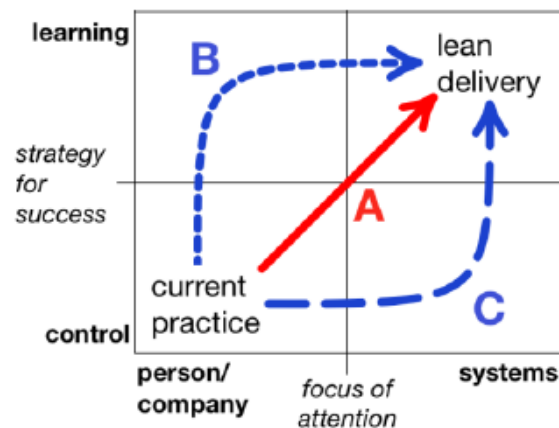 learning
B
lean
delivery
strategy
for
success
A
current
practice
C
control
person/
company
focus of
attention
systems